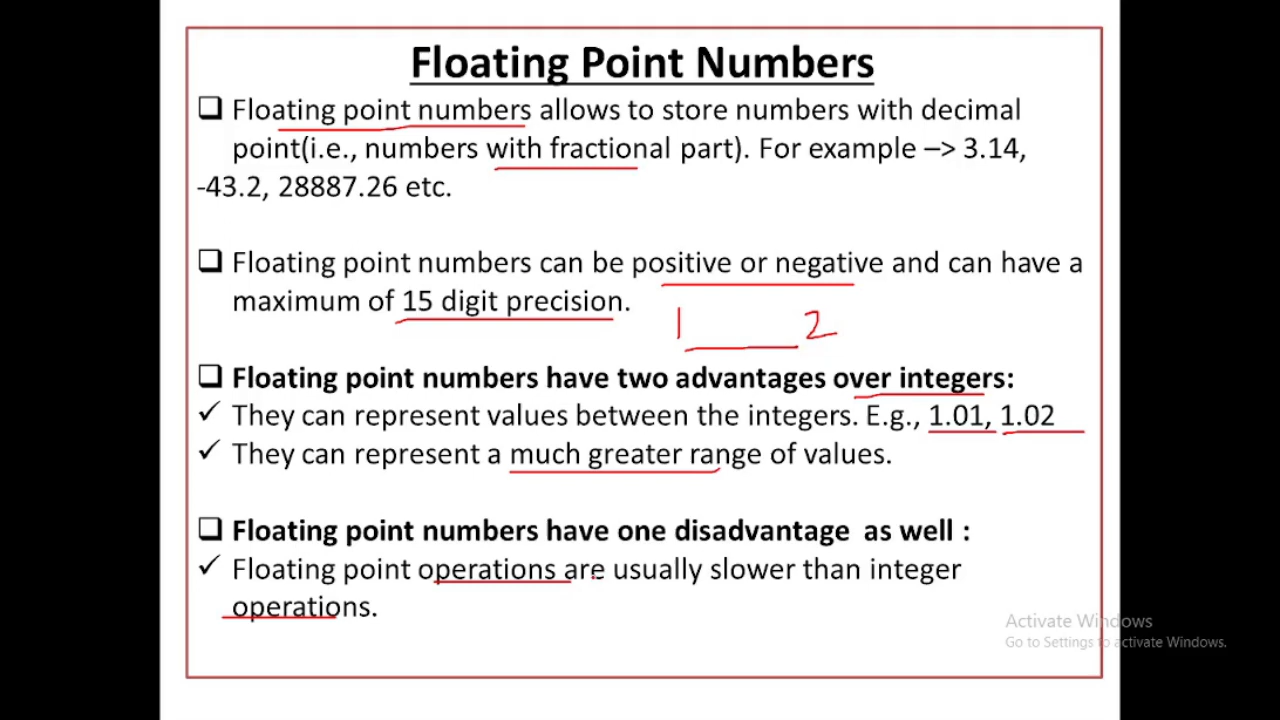 Floating Point Numbers
❑ Floating point numbers allows to store numbers with decimal
point(i.e., numbers with fractional part). For example –> 3.14,
-43.2, 28887.26 etc.
❑ Floating point numbers can be positive or negative and can have a
maximum of 15 digit precision.
1 2
❑ Floating point numbers have two advantages over integers:
✓ They can represent values between the integers. E.g., 1.01, 1.02
✓ They can represent a much greater range of values.
❑ Floating point numbers have one disadvantage as well :
✓ Floating point operations are usually slower than integer
operations.
Activate Windows
Go to Settings to activate Windows.